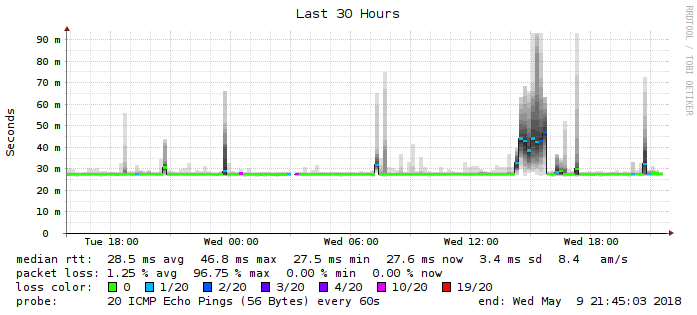 Last 30 Hours
RRDTOOL / TOBI OETIKER
Seconds
90 m
80 m
70 m
60 m
50 m
40 m
30 m
20 m
10 m
0
Tue 18:00 Wed 00:00 Wed 06:00 Wed 12:00 Wed 18:00
median rtt: 28.5 ms avg 46.8 ms max 27.5 ms min 27.6 ms now 3.4 ms sd 8.4 am/s
packet loss: 1.25 % avg 96.75 % max 0.00 % min 0.00 % now
loss color: 0 1/20 2/20 3/20 4/20 10/20 19/20
probe: 20 ICMP Echo Pings (56 Bytes) every 60s end: Wed May 9 21:45:03 2018